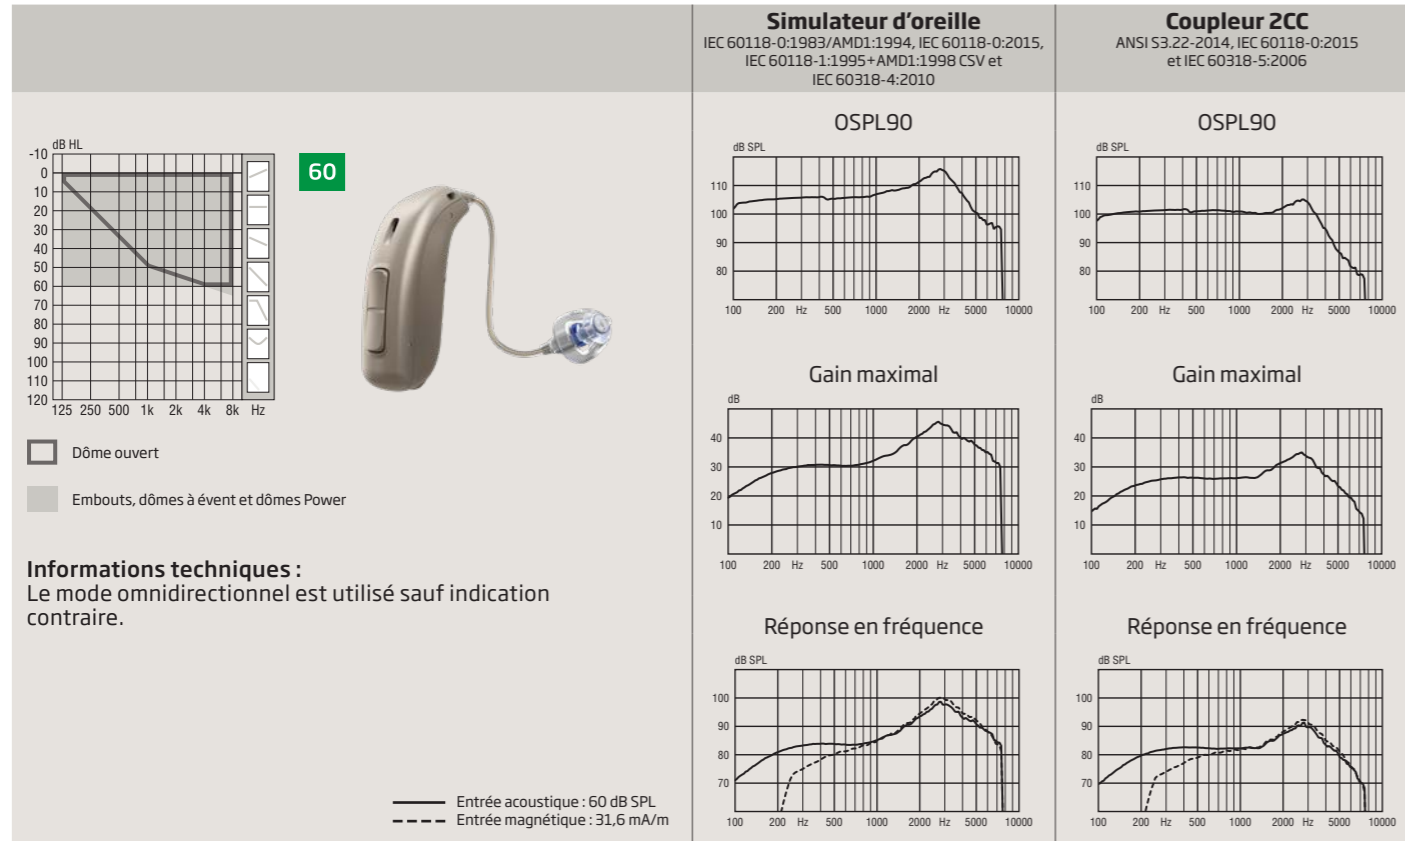 Simulateur d'oreille
IEC 60118-0:1983/AMD1:1994, IEC 60118-0:2015,
IEC 60118-1:1995+AMD1:1998 CSV et
IEC 60318-4:2010
Coupleur 2CC
ANSI S3.22-2014, IEC 60118-0:2015
et IEC 60318-5:2006
dB HL
-10
0
10
20
30
40
50
60
70
80
90
100
110
120
125 250 500 1k 2k 4k 8k Hz
60
Dôme ouvert
Embouts, dômes à évent et dômes Power
Informations techniques :
Le mode omnidirectionnel est utilisé sauf indication
contraire.
Entrée acoustique : 60 dB SPL
Entrée magnétique : 31,6 mA/m
OSPL90
dB SPL
110
100
90
80
100 200 Hz 500 1000 2000 Hz 5000 10000
Gain maximal
dB
40
30
20
10
100 200 Hz 500 1000 2000 Hz 5000 10000
Réponse en fréquence
dB SPL
100
90
80
70
100 200 Hz 500 1000 2000 Hz 5000 10000
OSPL90
dB SPL
110
100
90
80
100 200 Hz 500 1000 2000 Hz 5000 10000
Gain maximal
dB
40
30
20
10
100 200 Hz 500 1000 2000 Hz 5000 10000
Réponse en fréquence
dB SPL
100
90
80
70
100 200 Hz 500 1000 2000 Hz 5000 10000